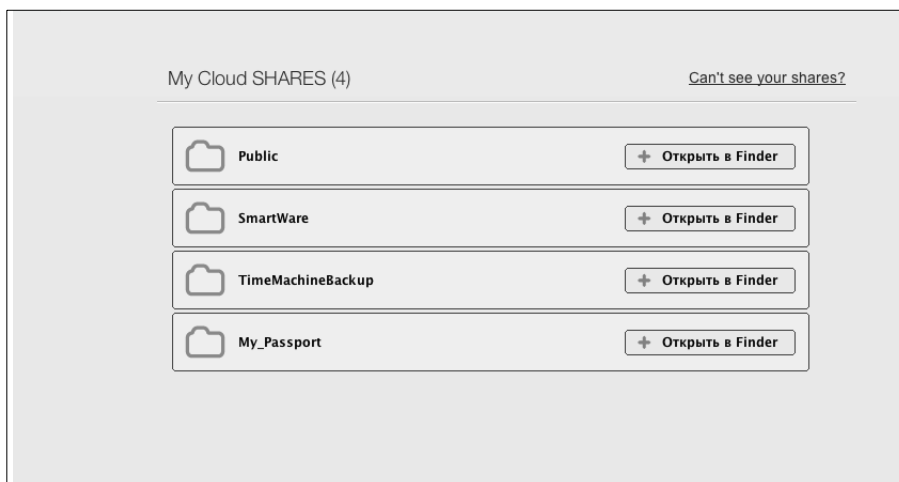 My Cloud SHARES (4)
Can't see your shares?
Public
Открыть в Finder
SmartWare
Открыть в Finder
TimeMachineBackup
Открыть в Finder
My_Passport
Открыть в Finder